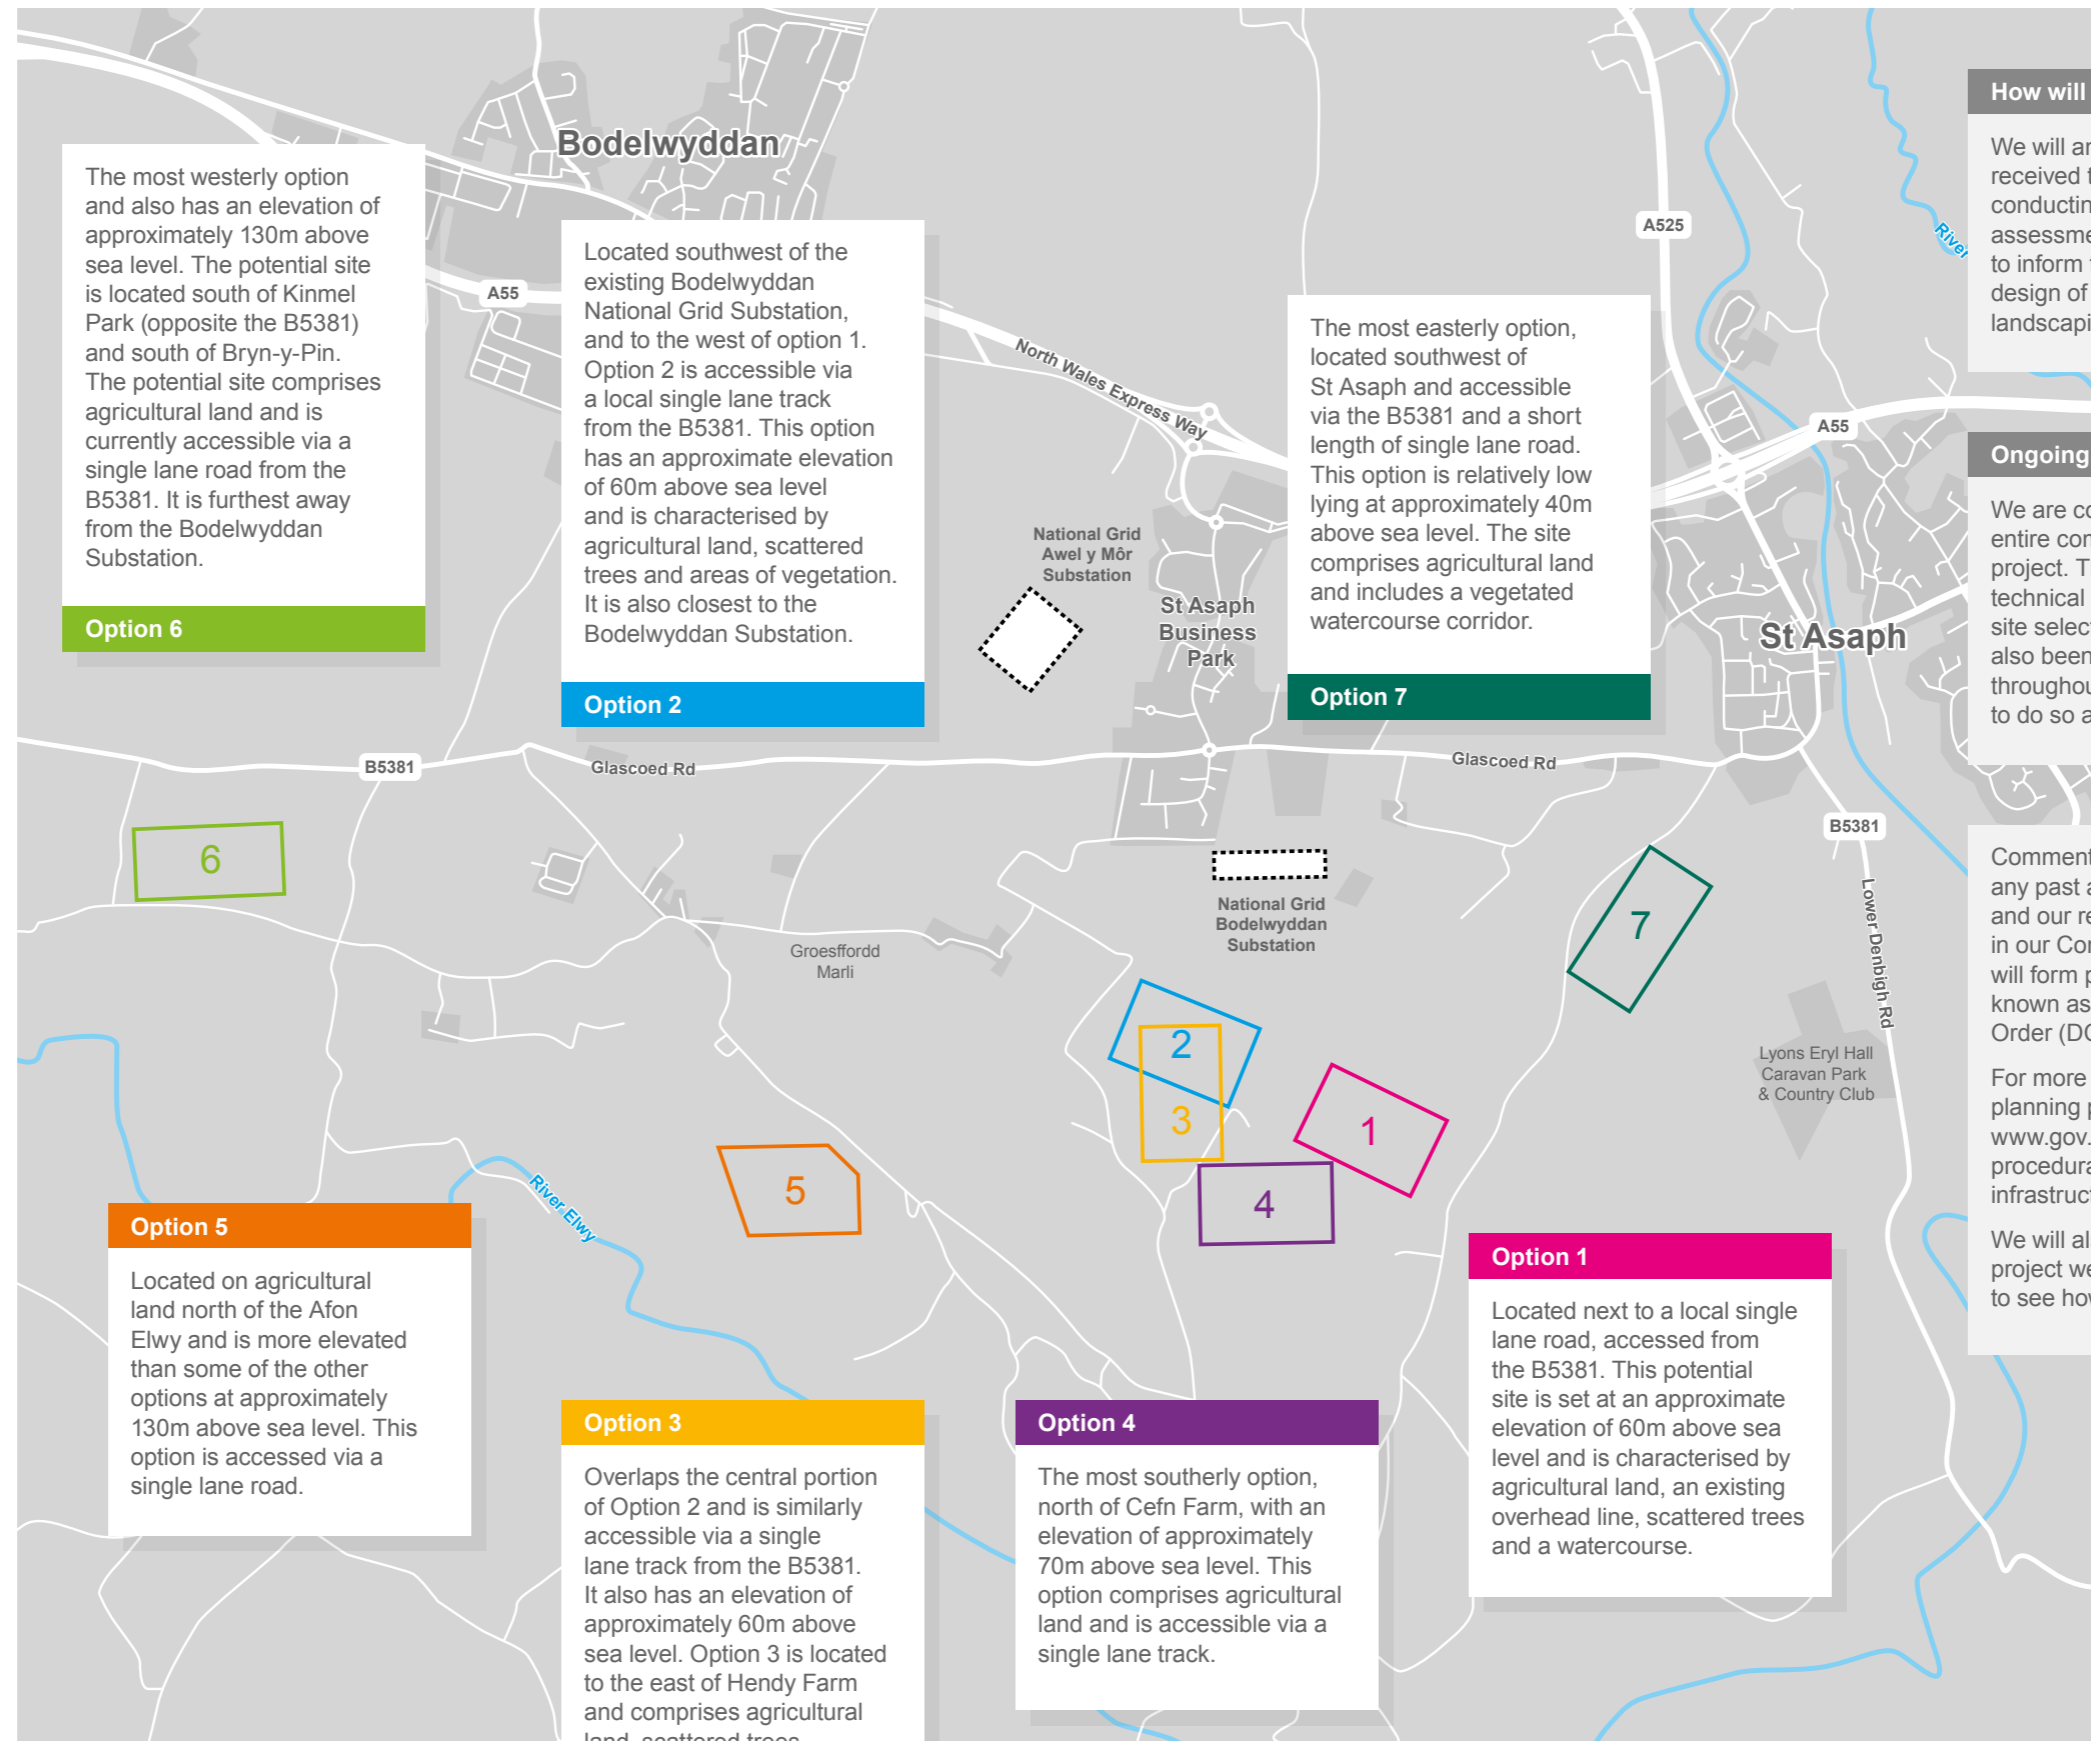 Bodelwyddan
The most westerly option
and also has an elevation of
approximately 130m above
sea level. The potential site
is located south of Kinmel
Park (opposite the B5381)
and south of Bryn-y-Pin.
The potential site comprises
agricultural land and is
currently accessible via a
single lane road from the
B5381. It is furthest away
from the Bodelwyddan
Substation.
Option 6
A55
Located southwest of the
existing Bodelwyddan
National Grid Substation,
and to the west of option 1.
Option 2 is accessible via
a local single lane track
from the B5381. This option
has an approximate elevation
of 60m above sea level
and is characterised by
agricultural land, scattered
trees and areas of vegetation.
It is also closest to the
Bodelwyddan Substation.
Option 2
North Wales Express Way
National Grid
Awel y Môr
Substation
St Asaph
Business
Park
The most easterly option,
located southwest of
St Asaph and accessible
via the B5381 and a short
length of single lane road.
This option is relatively low
lying at approximately 40m
above sea level. The site
comprises agricultural land
and includes a vegetated
watercourse corridor.
Option 7
A525
River
A55
St Asaph
How will
We will
received
to inform
design of
Ongoing
We are
entire
project.
technical
also been
to do so
B5381
Glascoed Rd
Glascoed Rd
B5381
Lower Denbigh Rd
6
National Grid
Bodelwyddan
Substation
7
Groesffordd
Marli
2
3
1
4
5
Lyons Eryl Hall
Caravan Park
& Country Club
any past
and our
in our
will form
known as
Order
For more
planning
We will
project
to see
River Elwy
Option 5
Located on agricultural
land north of the Afon
Elwy and is more elevated
than some of the other
options at approximately
130m above sea level. This
option is accessed via a
single lane road.
Option 3
Overlaps the central portion
of Option 2 and is similarly
accessible via a single
lane track from the B5381.
It also has an elevation of
approximately 60m above
sea level. Option 3 is located
to the east of Hendy Farm
and comprises agricultural
land, scattered trees
Option 4
The most southerly option,
north of Cefn Farm, with an
elevation of approximately
70m above sea level. This
option comprises agricultural
land and is accessible via a
single lane track.
Option 1
Located next to a local single
lane road, accessed from
the B5381. This potential
site is set at an approximate
elevation of 60m above sea
level and is characterised by
agricultural land, an existing
overhead line, scattered trees
and a watercourse.